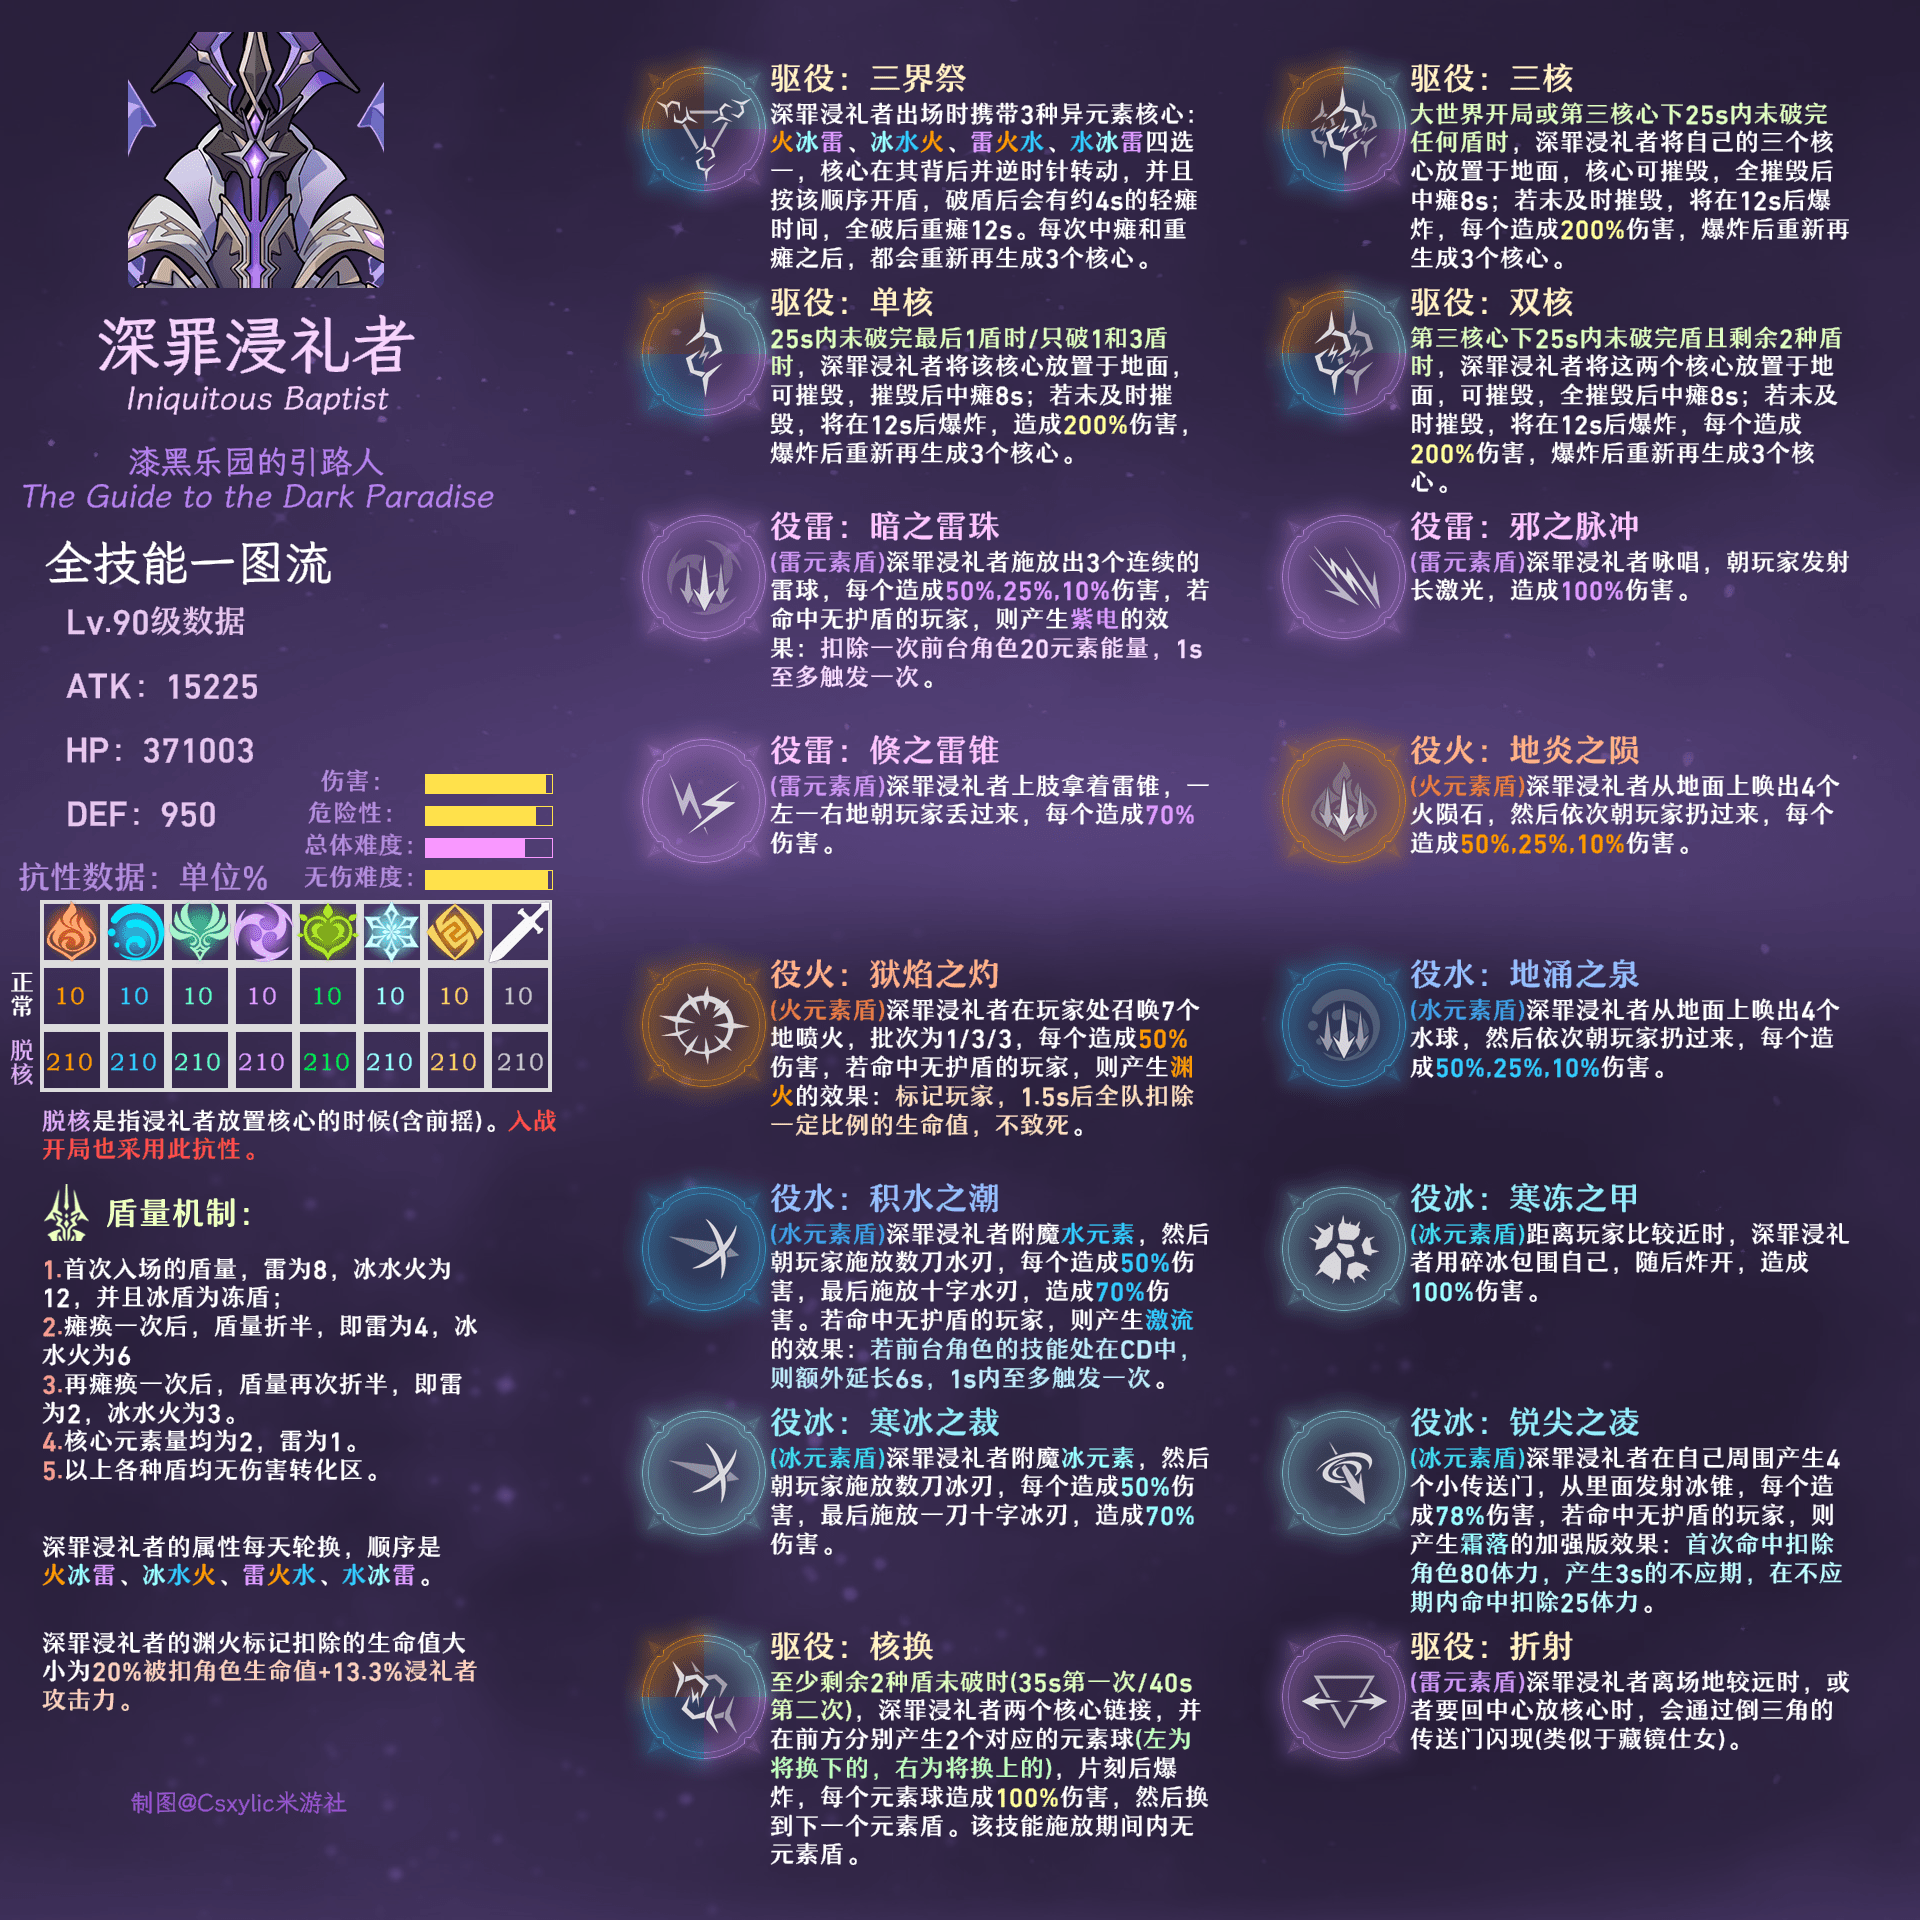 深罪浸礼者
Iniquitous Baptist
漆黑乐园的引路人
The Guide to the Dark Paradise
全技能一图流
Lv.90级数据
ATK：15225
HP：371003
DEF：950
伤害：
危险性：
总体难度：
无伤难度：
抗性数据：单位%
正常
10 10 10 10 10 10 10 10
脱核
210 210 210 210 210 210 210 210
脱核是指浸礼者放置核心的时候(含前摇)。入战
开局也采用此抗性。
盾量机制：
1.首次入场的盾量，雷为8，冰水火为
12，并且冰盾为冻盾；
2.瘫痪一次后，盾量折半，即雷为4，冰
水火为6
3.再瘫痪一次后，盾量再次折半，即雷
为2，冰水火为3。
4.核心元素量均为2，雷为1。
5.以上各种盾均无伤害转化区。
深罪浸礼者的属性每天轮换，顺序是
火冰雷、冰水火、雷火水、水冰雷。
深罪浸礼者的渊火标记扣除的生命值大
小为20%被扣角色生命值+13.3%浸礼者
攻击力。
制图@Csxylic米游社
驱役：三界祭
深罪浸礼者出场时携带3种异元素核心：
火冰雷、冰水火、雷火水、水冰雷四选
一，核心在其背后并逆时针转动，并且
按该顺序开盾，破盾后会有约4s的轻瘫
时间，全破后重瘫12s。每次中瘫和重
瘫之后，都会重新再生成3个核心。
驱役：三核
大世界开局或第三核心下25s内未破完
任何盾时，深罪浸礼者将自己的三个核
心放置于地面，核心可摧毁，全摧毁后
中瘫8s；若未及时摧毁，将在12s后爆
炸，每个造成200%伤害，爆炸后重新再
生成3个核心。
驱役：单核
25s内未破完最后1盾时/只破1和3盾
时，深罪浸礼者将该核心放置于地面，
可摧毁，摧毁后中瘫8s；若未及时摧
毁，将在12s后爆炸，造成200%伤害，
爆炸后重新再生成3个核心。
驱役：双核
第三核心下25s内未破完盾且剩余2种盾
时，深罪浸礼者将这两个核心放置于地
面，可摧毁，全摧毁后中瘫8s；若未及
时摧毁，将在12s后爆炸，每个造成
200%伤害，爆炸后重新再生成3个核
心。
役雷：暗之雷珠
(雷元素盾)深罪浸礼者施放出3个连续的
雷球，每个造成50%,25%,10%伤害，若
命中无护盾的玩家，则产生紫电的效
果：扣除一次前台角色20元素能量，1s
至多触发一次。
役雷：邪之脉冲
(雷元素盾)深罪浸礼者咏唱，朝玩家发射
长激光，造成100%伤害。
役雷：倏之雷锥
(雷元素盾)深罪浸礼者上肢拿着雷锥，一
左一右地朝玩家丢过来，每个造成70%
伤害。
役火：地炎之陨
(火元素盾)深罪浸礼者从地面上唤出4个
火陨石，然后依次朝玩家扔过来，每个
造成50%,25%,10%伤害。
役火：狱焰之灼
(火元素盾)深罪浸礼者在玩家处召唤7个
地喷火，批次为1/3/3，每个造成50%
伤害，若命中无护盾的玩家，则产生渊
火的效果：标记玩家，1.5s后全队扣除
一定比例的生命值，不致死。
役水：地涌之泉
(水元素盾)深罪浸礼者从地面上唤出4个
水球，然后依次朝玩家扔过来，每个造
成50%,25%,10%伤害。
役水：积水之潮
(水元素盾)深罪浸礼者附魔水元素，然后
朝玩家施放数刀水刃，每个造成50%伤
害，最后施放十字水刃，造成70%伤
害。若命中无护盾的玩家，则产生激流
的效果：若前台角色的技能处在CD中，
则额外延长6s，1s内至多触发一次。
役冰：寒冻之甲
(冰元素盾)距离玩家比较近时，深罪浸礼
者用碎冰包围自己，随后炸开，造成
100%伤害。
役冰：寒冰之裁
(冰元素盾)深罪浸礼者附魔冰元素，然后
朝玩家施放数刀冰刃，每个造成50%伤
害，最后施放一刀十字冰刃，造成70%
伤害。
役冰：锐尖之凌
(冰元素盾)深罪浸礼者在自己周围产生4
个小传送门，从里面发射冰锥，每个造
成78%伤害，若命中无护盾的玩家，则
产生霜落的加强版效果：首次命中扣除
角色80体力，产生3s的不应期，在不应
期内命中扣除25体力。
驱役：核换
至少剩余2种盾未破时(35s第一次/40s
第二次)，深罪浸礼者两个核心链接，并
在前方分别产生2个对应的元素球(左为
将换下的，右为将换上的)，片刻后爆
炸，每个元素球造成100%伤害，然后换
到下一个元素盾。该技能施放期间内无
元素盾。
驱役：折射
(雷元素盾)深罪浸礼者离场地较远时，或
者要回中心放核心时，会通过倒三角的
传送门闪现(类似于藏镜仕女)。